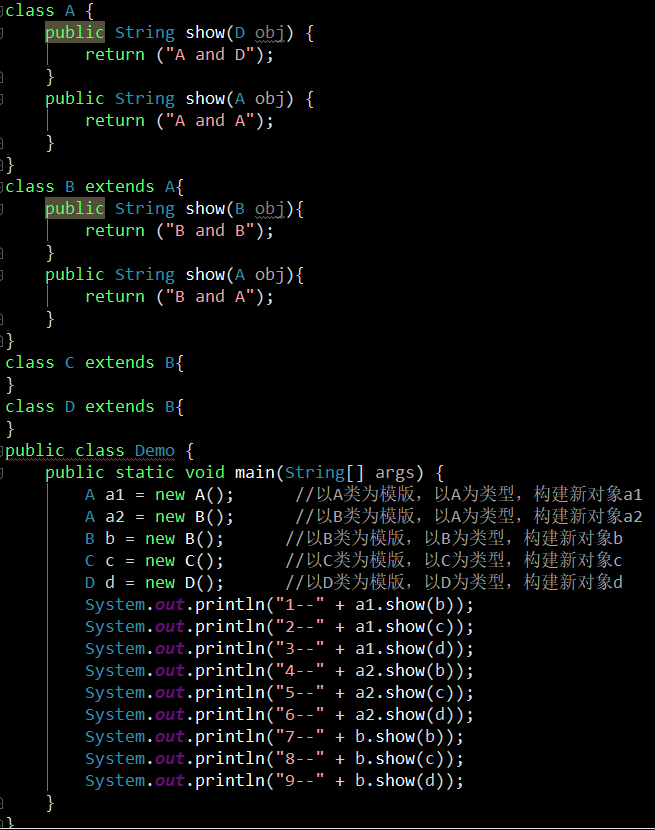 class A {
    public String show(D obj) {
        return ("A and D");
    }
    public String show(A obj) {
        return ("A and A");
    }
}
class B extends A{
    public String show(B obj){
        return ("B and B");
    }
    public String show(A obj){
        return ("B and A");
    }
}
class C extends B{
}
class D extends B{
}
public class Demo {
    public static void main(String[] args) {
        A a1 = new A();      //以A类为模版，以A为类型，构建新对象a1
        A a2 = new B();      //以B类为模版，以A为类型，构建新对象a2
        B b = new B();      //以B类为模版，以B为类型，构建新对象b
        C c = new C();      //以C类为模版，以C为类型，构建新对象c
        D d = new D();      //以D类为模版，以D为类型，构建新对象d
        System.out.println("1--" + a1.show(b));
        System.out.println("2--" + a1.show(c));
        System.out.println("3--" + a1.show(d));
        System.out.println("4--" + a2.show(b));
        System.out.println("5--" + a2.show(c));
        System.out.println("6--" + a2.show(d));
        System.out.println("7--" + b.show(b));
        System.out.println("8--" + b.show(c));
        System.out.println("9--" + b.show(d));
    }
}